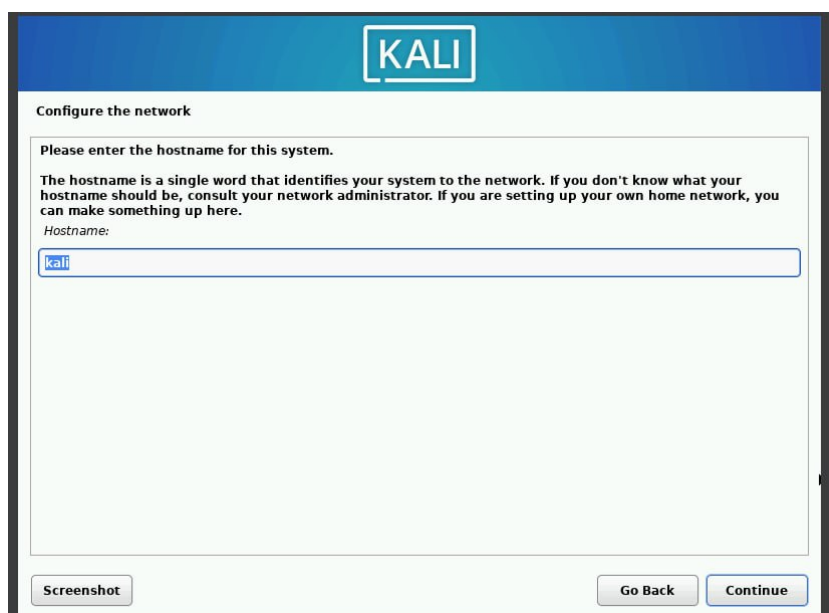 KALI
Configure the network
Please enter the hostname for this system.
The hostname is a single word that identifies your system to the network. If you don't know what your
hostname should be, consult your network administrator. If you are setting up your own home network, you
can make something up here.
Hostname:
kali
Screenshot
Go Back
Continue